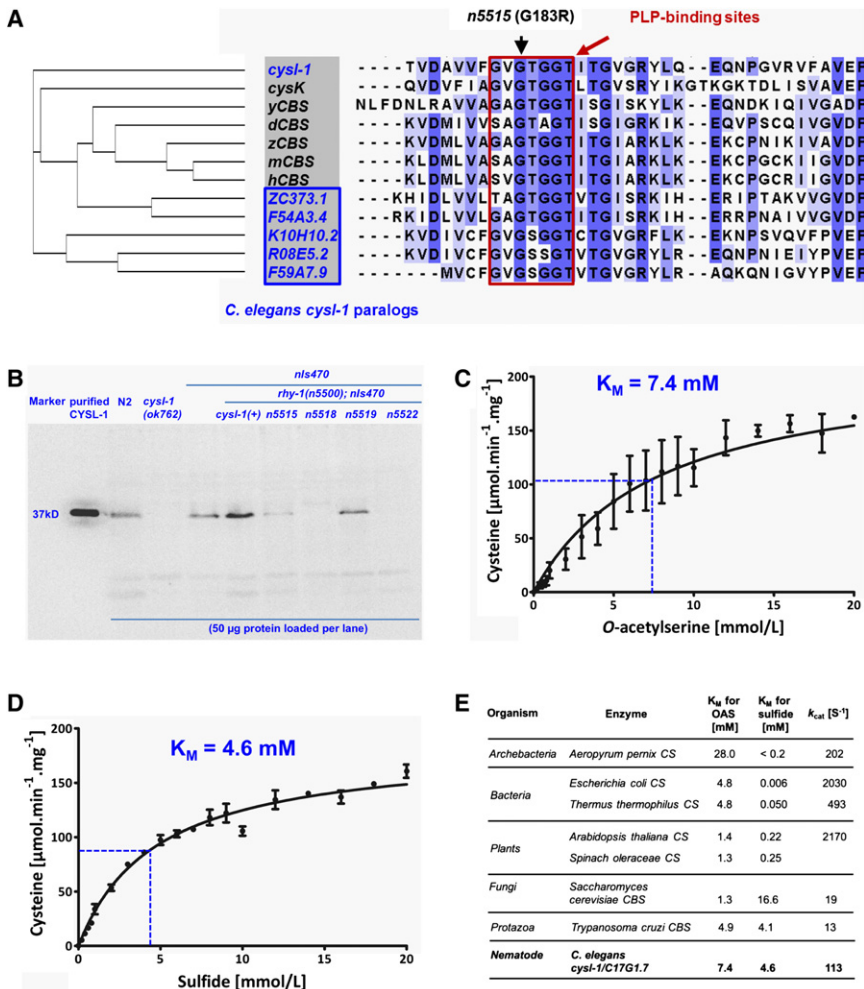 A
n5515 (G183R)
PLP-binding sites
cysl-1 ----TVDAVVFGVGTGGTITGVGRYLQ--EQNPGVRVFAVEP
cysK ----QVDVFIAGVGTGGTLTGVSRYIKGTKGKTDLISVAVEP
yCBS NLFDNLRAVVAGAGTGGTISGISKYLK--EQNDKIQIVGADP
dCBS ----KVDMIVVSAGTAGTISGIGRKIK--EQVPSCQIVGVDP
zCBS ----KVDMLVAGAGTGGTITGIARKLK--EKCPNIKIVGVDP
mCBS ----KLDMLVASAGTGGTITGIARKLK--EKCPGCKIIGVDP
hCBS ----KLDMLVASVGTGGTITGIARKLK--EKCPGCRIIGVDP
ZC373.1 ---KHIDLVVLTAGTGGTVTGIGRKIH--ERIPTAKVVGVDP
F54A3.4 ---RKIDLVVLGAGTGGTITGISRKIH--ERRPNAIVVGVDP
K10H10.2 ----KVDIVCFGVGSGGTCTGVGRFLK--EKNPSVQVFPVEP
R08E5.2 ----KVDIVCFGVGSSGTVTGVGRYLR--EQNPNIEIYPVEP
F59A7.9 -------MVCFGVGSGGTVTGVGRYLR--AQKQNIGVYPVEP
C. elegans cysl-1 paralogs
B
nIs470
rhy-1(n5500); nIs470
Marker purified CYSL-1 N2 cysl-1 (ok762) cysl-1(+) n5515 n5518 n5519 n5522
37kD
(50 µg protein loaded per lane)
C
KM = 7.4 mM
Cysteine [µmol.min-1.mg-1]
200
150
100
50
0
0 5 10 15 20
O-acetylserine [mmol/L]
D
KM = 4.6 mM
Cysteine [µmol.min-1.mg-1]
200
150
100
50
0
0 5 10 15 20
Sulfide [mmol/L]
E
Organism Enzyme KM for OAS [mM] KM for sulfide [mM] kcat [S-1]
Archebacteria Aeropyrum pernix CS 28.0 < 0.2 202
Bacteria Escherichia coli CS 4.8 0.006 2030
Thermus thermophilus CS 4.8 0.050 493
Plants Arabidopsis thaliana CS 1.4 0.22 2170
Spinach oleraceae CS 1.3 0.25
Fungi Saccharomyces
cerevisiae CBS 1.3 16.6 19
Protazoa Trypanosoma cruzi CBS 4.9 4.1 13
Nematode C. elegans
cysl-1/C17G1.7 7.4 4.6 113